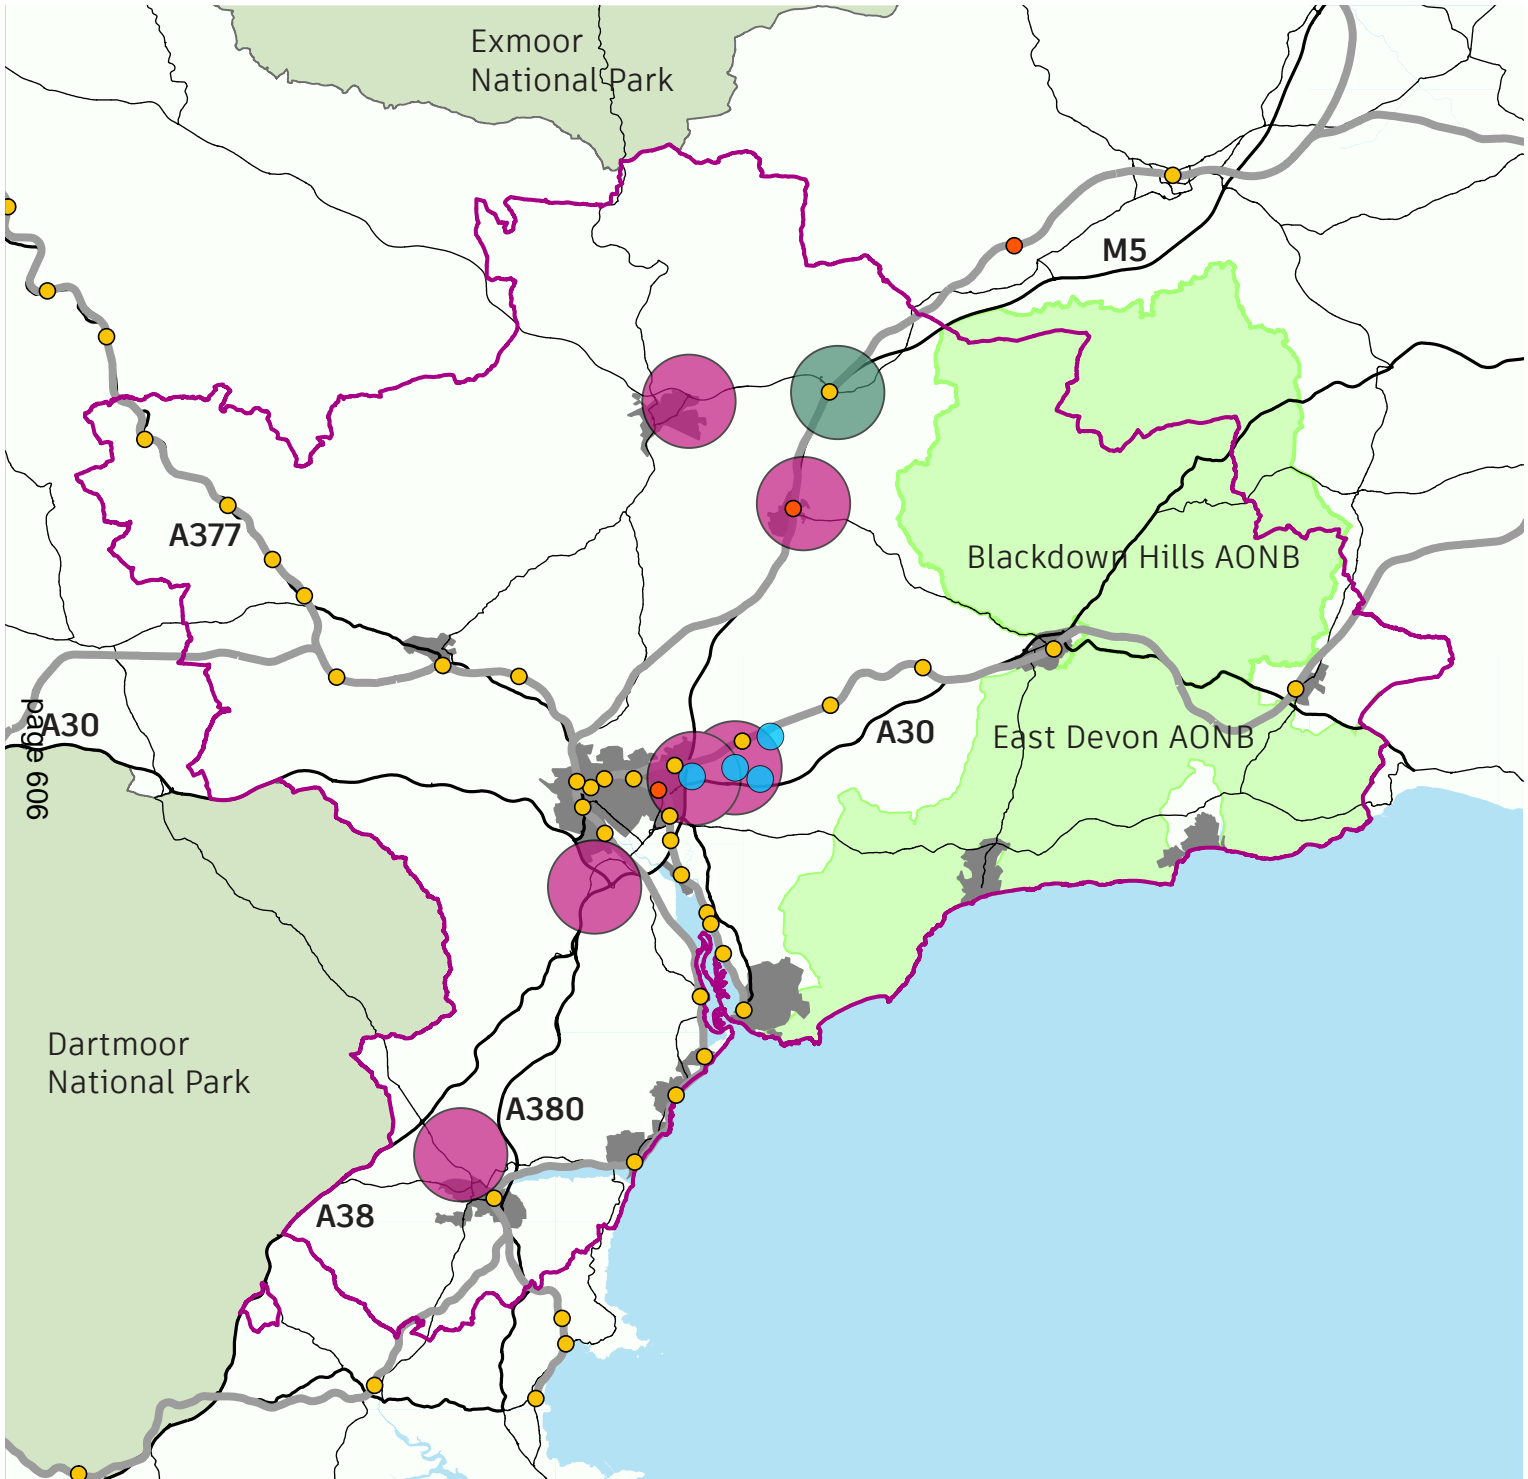 Exmoor
National Park
M5
A377
Blackdown Hills AONB
page 606
A30
A30
East Devon AONB
Dartmoor
National Park
A380
A38